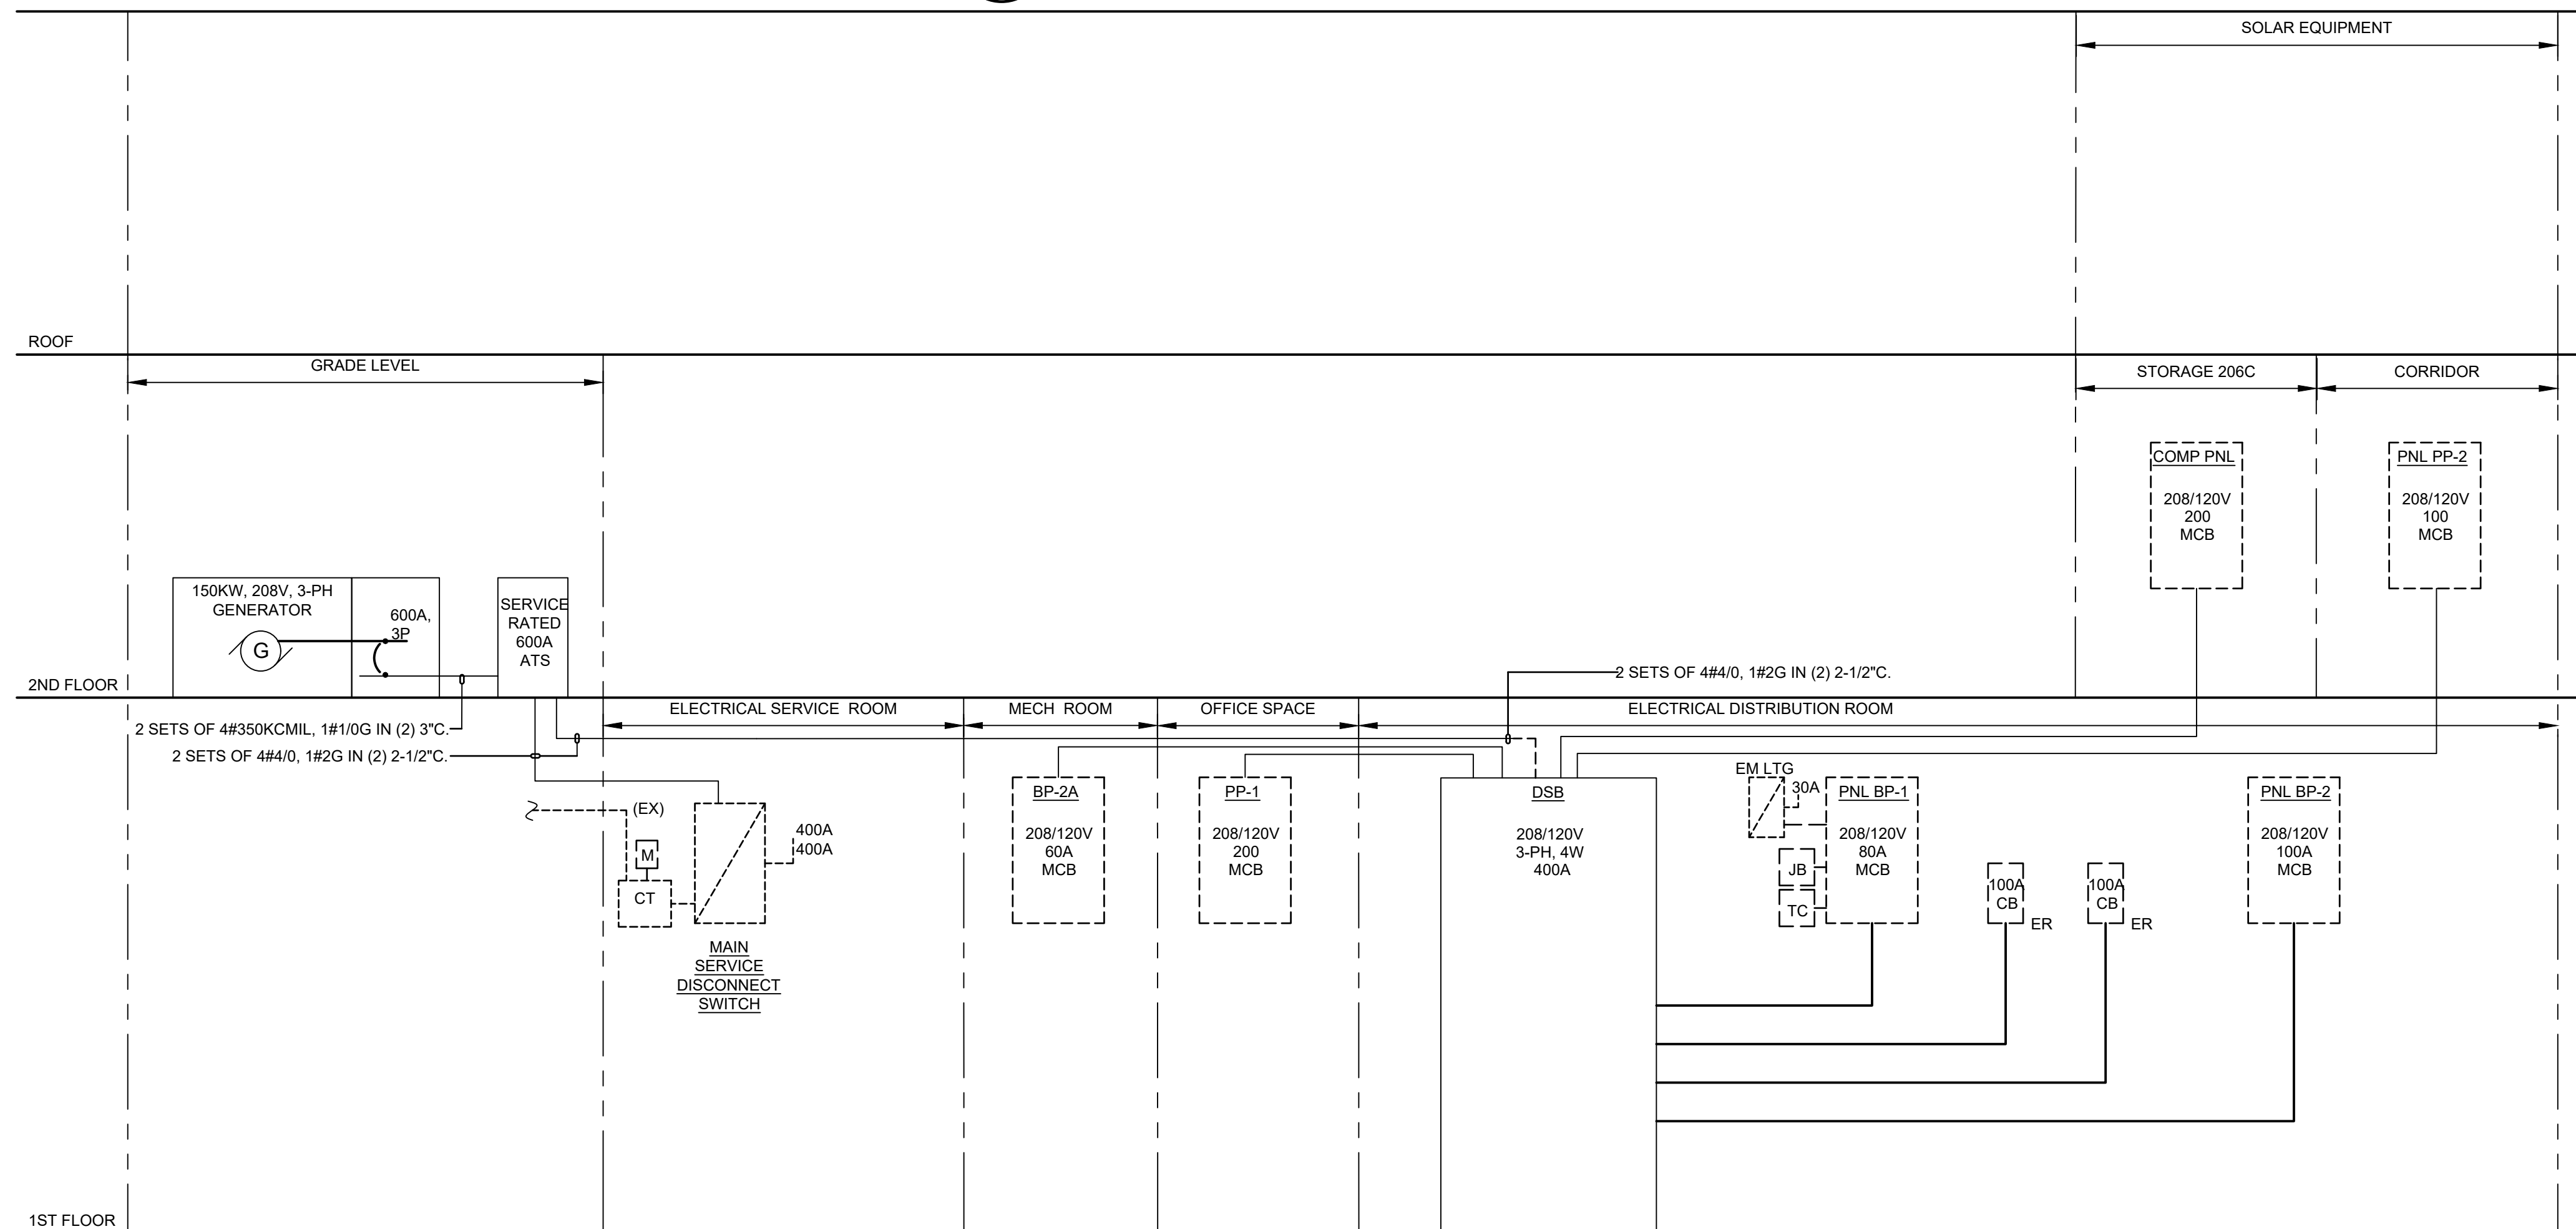 SOLAR EQUIPMENT
ROOF
GRADE LEVEL
STORAGE 206C
CORRIDOR
COMP PNL
208/120V
200
MCB
PNL PP-2
208/120V
100
MCB
150KW, 208V, 3-PH
GENERATOR
G
600A,
3P
SERVICE
RATED
600A
ATS
2ND FLOOR
2 SETS OF 4#4/0, 1#2G IN (2) 2-1/2"C.
2 SETS OF 4#350KCMIL, 1#1/0G IN (2) 3"C.
2 SETS OF 4#4/0, 1#2G IN (2) 2-1/2"C.
ELECTRICAL SERVICE ROOM
MECH ROOM
OFFICE SPACE
ELECTRICAL DISTRIBUTION ROOM
(EX)
M
CT
400A
400A
MAIN
SERVICE
DISCONNECT
SWITCH
BP-2A
208/120V
60A
MCB
PP-1
208/120V
200
MCB
DSB
208/120V
3-PH, 4W
400A
EM LTG
30A
JB
TC
PNL BP-1
208/120V
80A
MCB
100A
CB
ER
100A
CB
ER
PNL BP-2
208/120V
100A
MCB
1ST FLOOR